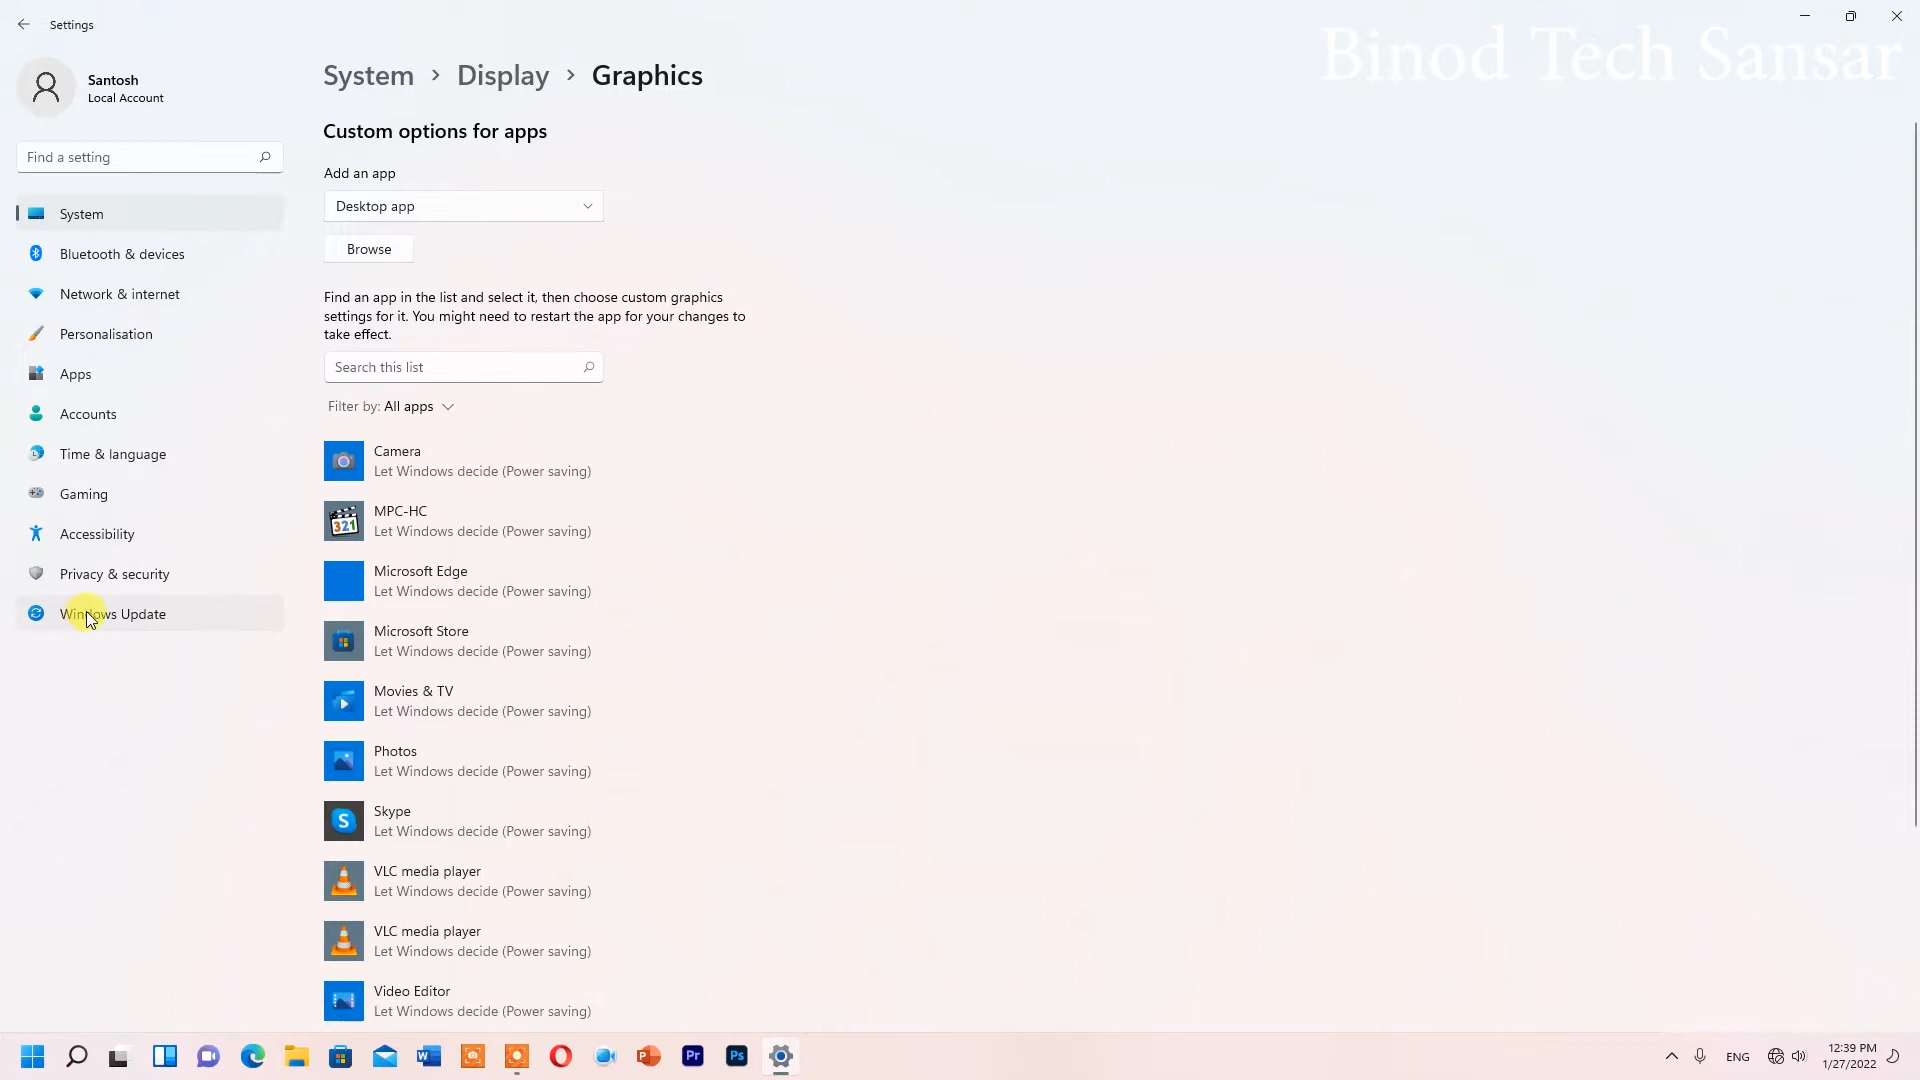 Settings
Binod Tech Sansar
Santosh
Local Account
Find a setting
System
Bluetooth & devices
Network & internet
Personalisation
Apps
Accounts
Time & language
Gaming
Accessibility
Privacy & security
Windows Update
System > Display > Graphics
Custom options for apps
Add an app
Desktop app
Browse
Find an app in the list and select it, then choose custom graphics
settings for it. You might need to restart the app for your changes to
take effect.
Search this list
Filter by: All apps
Camera
Let Windows decide (Power saving)
321
MPC-HC
Let Windows decide (Power saving)
Microsoft Edge
Let Windows decide (Power saving)
Microsoft Store
Let Windows decide (Power saving)
Movies & TV
Let Windows decide (Power saving)
Photos
Let Windows decide (Power saving)
S
Skype
Let Windows decide (Power saving)
VLC media player
Let Windows decide (Power saving)
VLC media player
Let Windows decide (Power saving)
Video Editor
Let Windows decide (Power saving)
W
P
Pr
Ps
ENG
12:39 PM
1/27/2022